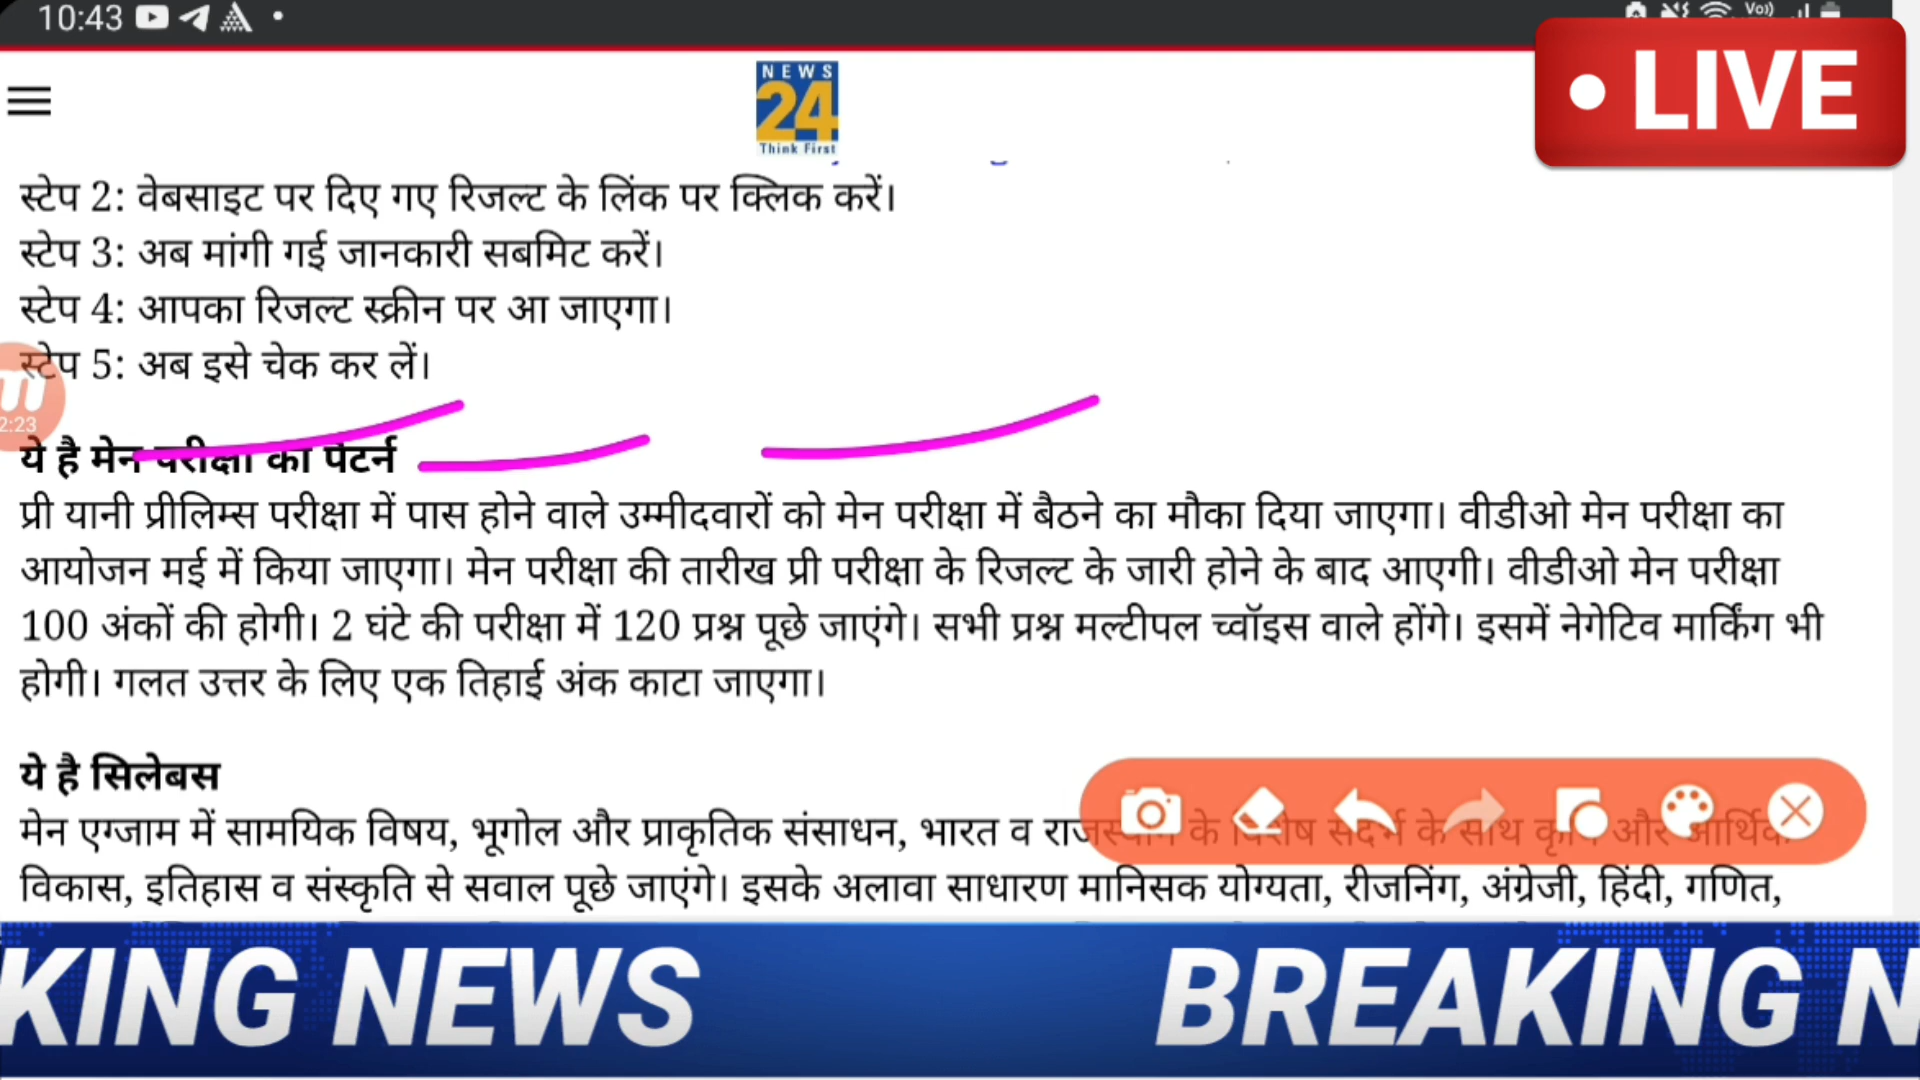 10:43
Vo))
LIVE
NEWS
24
Think First
स्टेप 2: वेबसाइट पर दिए गए रिजल्ट के लिंक पर क्लिक करें।
स्टेप 3: अब मांगी गई जानकारी सबमिट करें।
स्टेप 4: आपका रिजल्ट स्क्रीन पर आ जाएगा।
स्टेप 5: अब इसे चेक कर लें।
2:23
ये है मेन परीक्षा का पैटर्न
प्री यानी प्रीलिम्स परीक्षा में पास होने वाले उम्मीदवारों को मेन परीक्षा में बैठने का मौका दिया जाएगा। वीडीओ मेन परीक्षा का
आयोजन मई में किया जाएगा। मेन परीक्षा की तारीख प्री परीक्षा के रिजल्ट के जारी होने के बाद आएगी। वीडीओ मेन परीक्षा
100 अंकों की होगी। 2 घंटे की परीक्षा में 120 प्रश्न पूछे जाएंगे। सभी प्रश्न मल्टीपल च्वॉइस वाले होंगे। इसमें नेगेटिव मार्किंग भी
होगी। गलत उत्तर के लिए एक तिहाई अंक काटा जाएगा।
ये है सिलेबस
मेन एग्जाम में सामयिक विषय, भूगोल और प्राकृतिक संसाधन, भारत व राजस्थान के विशेष संदर्भ के साथ कृषि और आर्थिक
विकास, इतिहास व संस्कृति से सवाल पूछे जाएंगे। इसके अलावा साधारण मानिसक योग्यता, रीजनिंग, अंग्रेजी, हिंदी, गणित,
KING NEWS BREAKING N